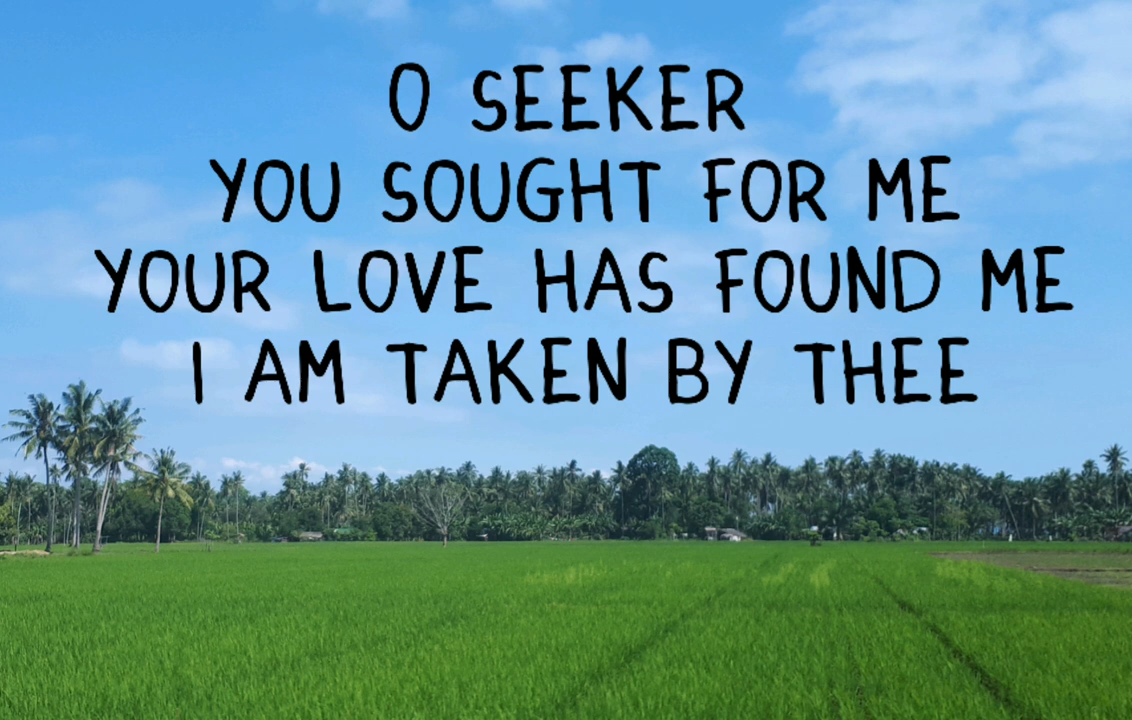 O SEEKER
YOU SOUGHT FOR ME
YOUR LOVE HAS FOUND ME
I AM TAKEN BY THEE